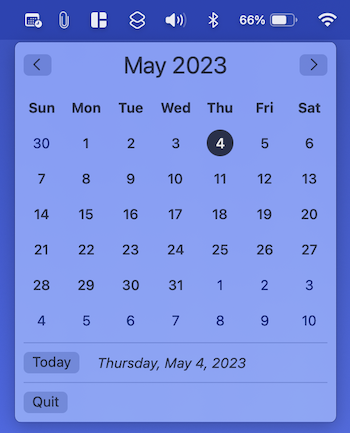 66%
May 2023
Sun Mon Tue Wed Thu Fri Sat
30 1 2 3 4 5 6
7 8 9 10 11 12 13
14 15 16 17 18 19 20
21 22 23 24 25 26 27
28 29 30 31 1 2 3
4 5 6 7 8 9 10
Today Thursday, May 4, 2023
Quit